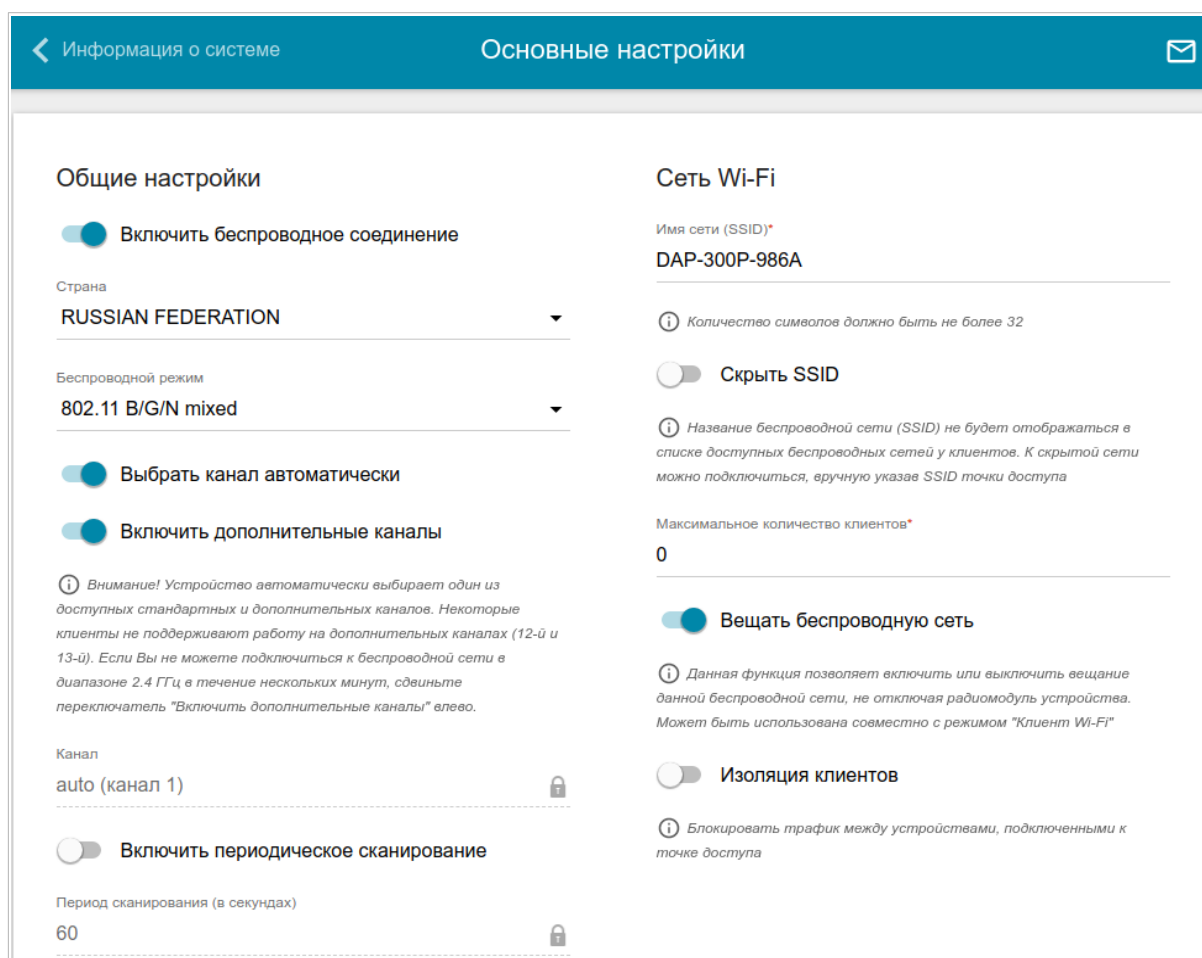 Информация о системе
Основные настройки
Общие настройки
Включить беспроводное соединение
Страна
RUSSIAN FEDERATION
Беспроводной режим
802.11 B/G/N mixed
Выбрать канал автоматически
Включить дополнительные каналы
Внимание! Устройство автоматически выбирает один из
доступных стандартных и дополнительных каналов. Некоторые
клиенты не поддерживают работу на дополнительных каналах (12-й и
13-й). Если Вы не можете подключиться к беспроводной сети в
диапазоне 2.4 ГГц в течение нескольких минут, сдвиньте
переключатель "Включить дополнительные каналы" влево.
Канал
auto (канал 1)
Включить периодическое сканирование
Период сканирования (в секундах)
60
Сеть Wi-Fi
Имя сети (SSID)*
DAP-300P-986A
Количество символов должно быть не более 32
Скрыть SSID
Название беспроводной сети (SSID) не будет отображаться в
списке доступных беспроводных сетей у клиентов. К скрытой сети
можно подключиться, вручную указав SSID точки доступа
Максимальное количество клиентов*
0
Вещать беспроводную сеть
Данная функция позволяет включить или выключить вещание
данной беспроводной сети, не отключая радиомодуль устройства.
Может быть использована совместно с режимом "Клиент Wi-Fi"
Изоляция клиентов
Блокировать трафик между устройствами, подключенными к
точке доступа